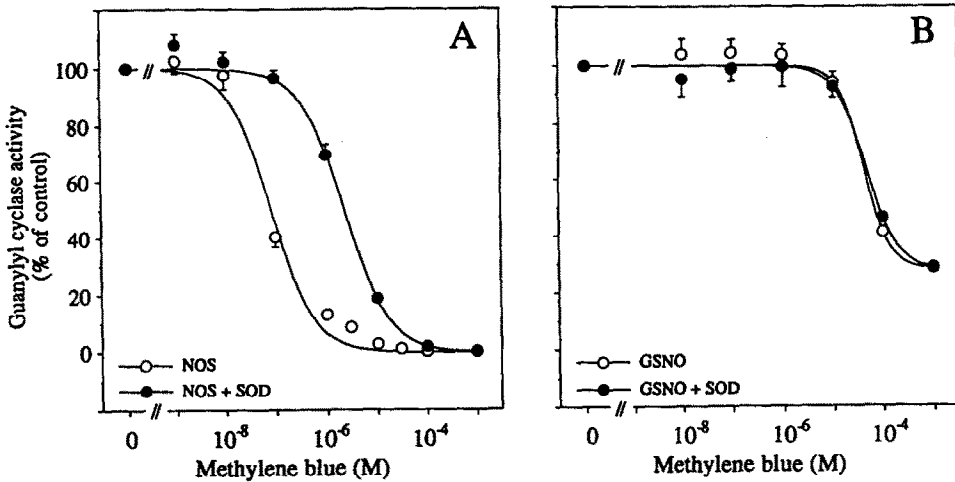 A
B
Guanylyl cyclase activity
(% of control)
100
80
60
40
20
0
NOS
NOS + SOD
GSNO
GSNO + SOD
0 // 10⁻⁸ 10⁻⁶ 10⁻⁴
0 // 10⁻⁸ 10⁻⁶ 10⁻⁴
Methylene blue (M)
Methylene blue (M)